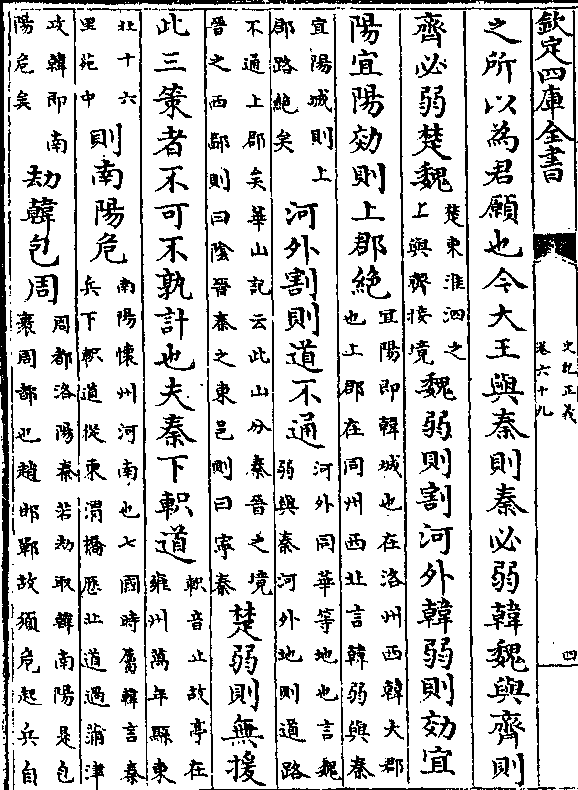 欽定四庫全書
史記正義
卷六十九
四
之所以為君願也今大王與秦則秦必弱韓魏與齊則
齊必弱楚魏
楚東淮泗之
上與齊接境
魏弱則割河外韓弱則効宜
陽宜陽効則上郡絶
宜陽即韓城也在洛州西韓大郡
也上郡在同州西北言韓弱與秦
宜陽城則上
郡路絶矣
河外割則道不通
河外同華等地也言魏
弱與秦河外地則道路
不通上郡矣華山記云此山分秦晉之境
晉之西鄙則曰陰晉秦之東邑則曰寧秦
楚弱則無援
此三策者不可不孰計也夫秦下軹道
軹音止故亭在
雍州萬年縣東
北十六
里苑中
則南陽危
南陽懷州河南也七國時屬韓言秦
兵下軹道從東渭橋歷北道過蒲津
攻韓即南
陽危矣
劫韓包周
周都洛陽秦若劫取韓南陽是包
裹周都也趙邯鄲故須危起兵自